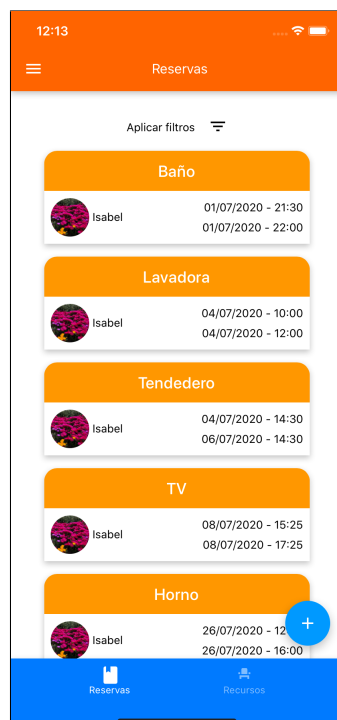 12:13
Reservas
Aplicar filtros
Baño
Isabel
01/07/2020 - 21:30
01/07/2020 - 22:00
Lavadora
Isabel
04/07/2020 - 10:00
04/07/2020 - 12:00
Tendedero
Isabel
04/07/2020 - 14:30
06/07/2020 - 14:30
TV
Isabel
08/07/2020 - 15:25
08/07/2020 - 17:25
Horno
Isabel
26/07/2020 - 12
26/07/2020 - 16:00
Reservas
Recursos